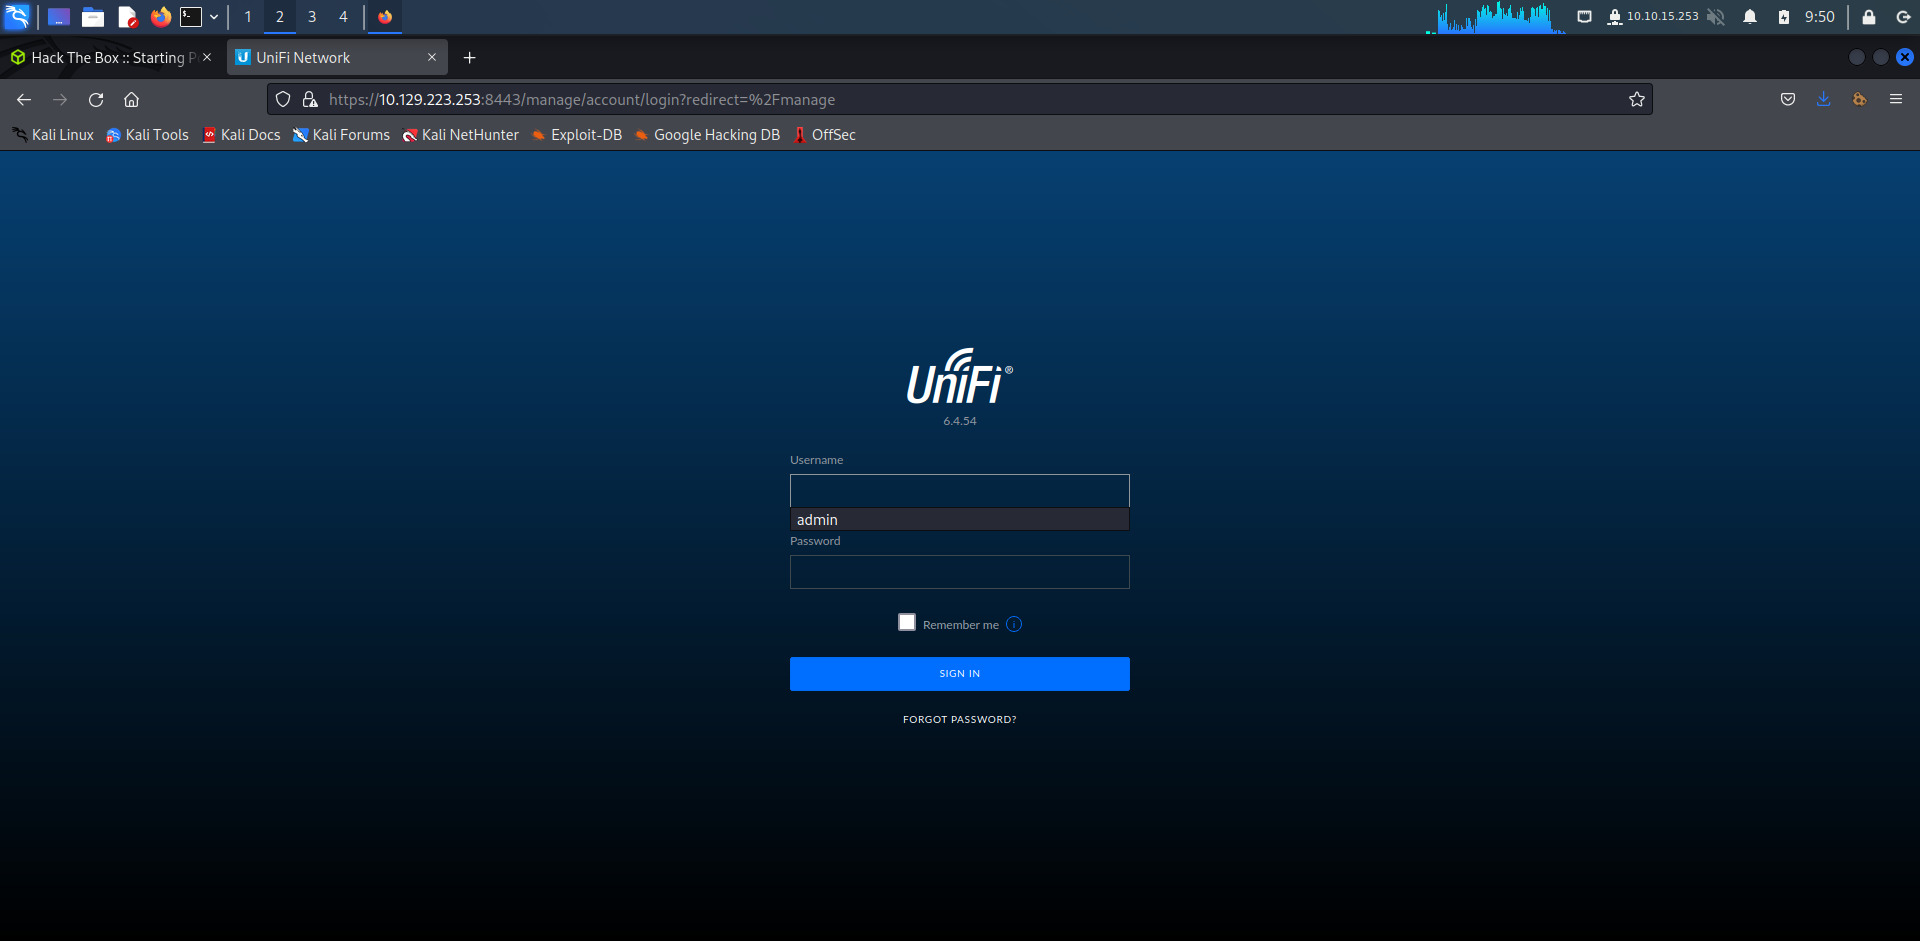 1 2 3 4 10.10.15.253 9:50
Hack The Box :: Starting P UniFi Network
https://10.129.223.253:8443/manage/account/login?redirect=%2Fmanage
Kali Linux Kali Tools Kali Docs Kali Forums Kali NetHunter Exploit-DB Google Hacking DB OffSec
UniFi®
6.4.54
Username
admin
Password
Remember me
SIGN IN
FORGOT PASSWORD?